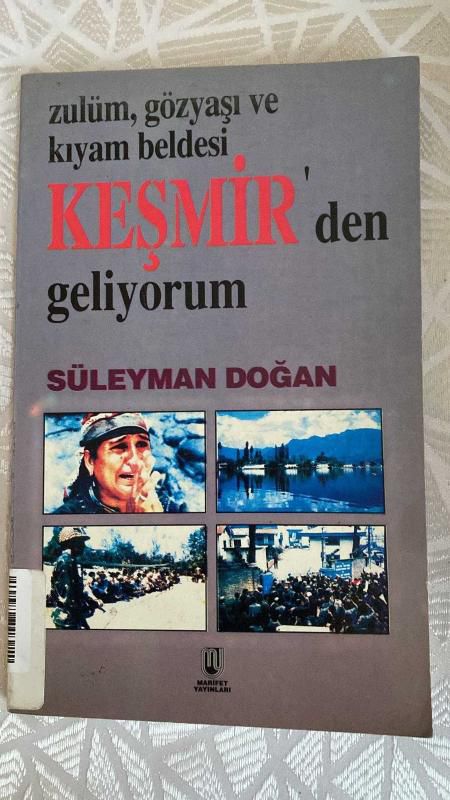 zulüm, gözyaşı ve
kıyam beldesi
KEŞMİR'den
geliyorum
SÜLEYMAN DOĞAN
MARİFET
YAYINLARI